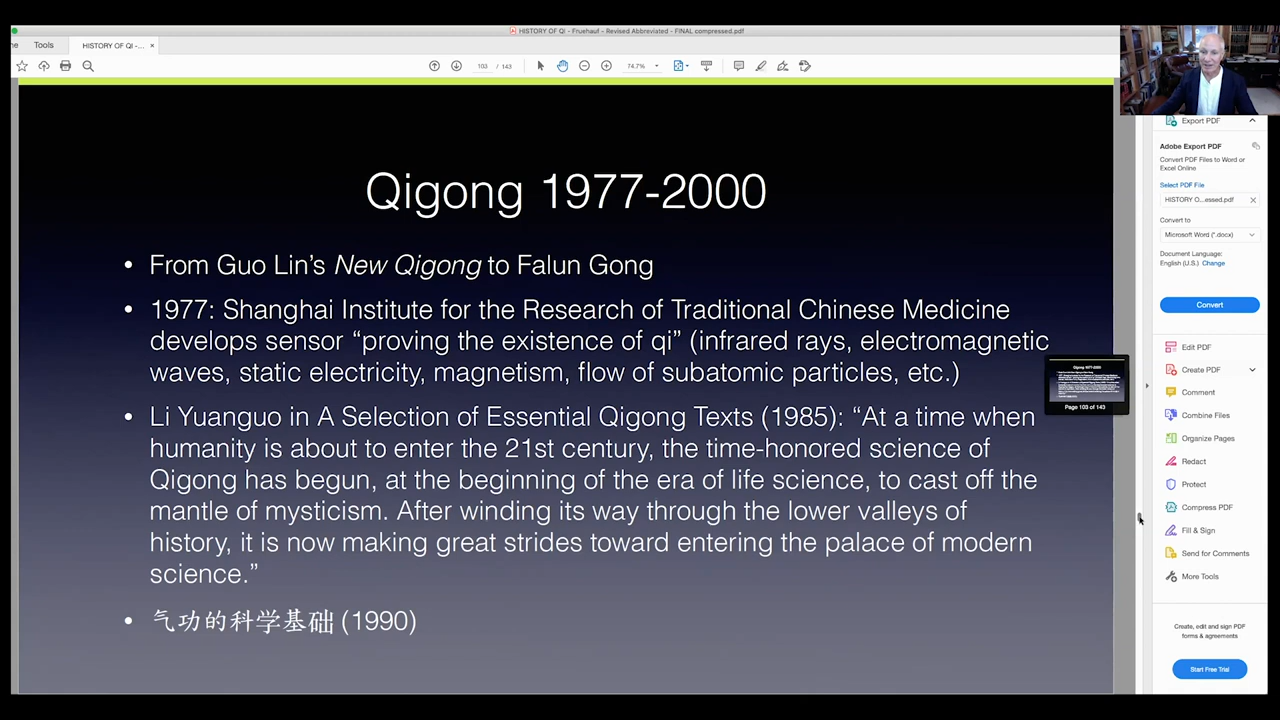 HISTORY OF QI - Fruehauf - Revised Abbreviated - FINAL compressed.pdf
ne
Tools
HISTORY OF QI -... ×
103 / 143
74.7%
Qigong 1977-2000
• From Guo Lin’s New Qigong to Falun Gong
• 1977: Shanghai Institute for the Research of Traditional Chinese Medicine
develops sensor “proving the existence of qi” (infrared rays, electromagnetic
waves, static electricity, magnetism, flow of subatomic particles, etc.)
• Li Yuanguo in A Selection of Essential Qigong Texts (1985): “At a time when
humanity is about to enter the 21st century, the time-honored science of
Qigong has begun, at the beginning of the era of life science, to cast off the
mantle of mysticism. After winding its way through the lower valleys of
history, it is now making great strides toward entering the palace of modern
science.”
• 气功的科学基础 (1990)
Qigong 1977-2000
Page 103 of 143
Export PDF
Adobe Export PDF
Convert PDF Files to Word or
Excel Online
Select PDF File
HISTORY O...essed.pdf ×
Convert to
Microsoft Word (*.docx)
Document Language:
English (U.S.) Change
Convert
Edit PDF
Create PDF
Comment
Combine Files
Organize Pages
Redact
Protect
Compress PDF
Fill & Sign
Send for Comments
More Tools
Create, edit and sign PDF
forms & agreements
Start Free Trial